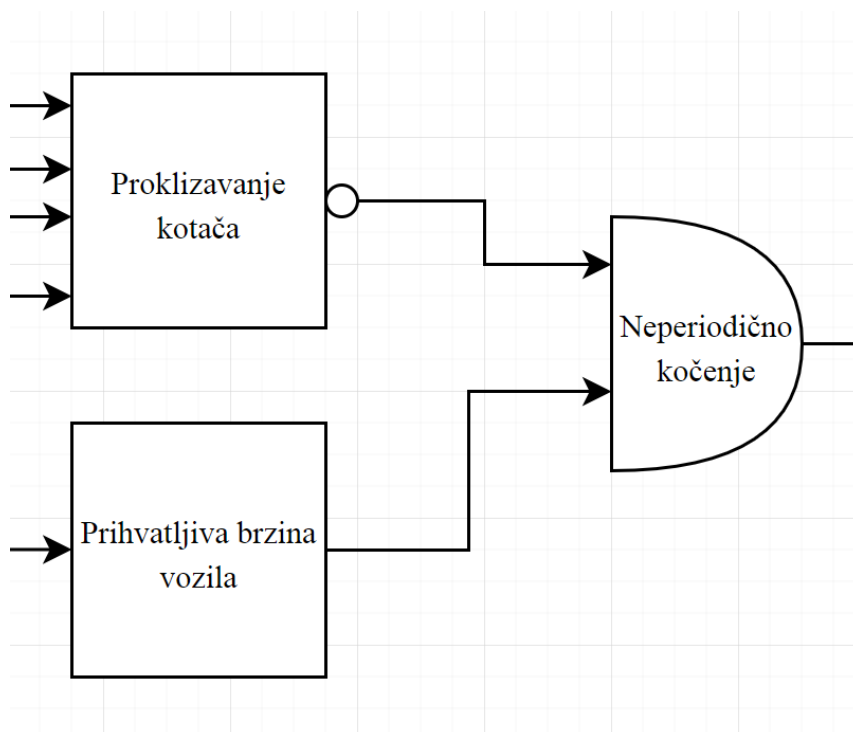 Proklizavanje
kotača
Neperiodično
kočenje
Prihvatljiva brzina
vozila